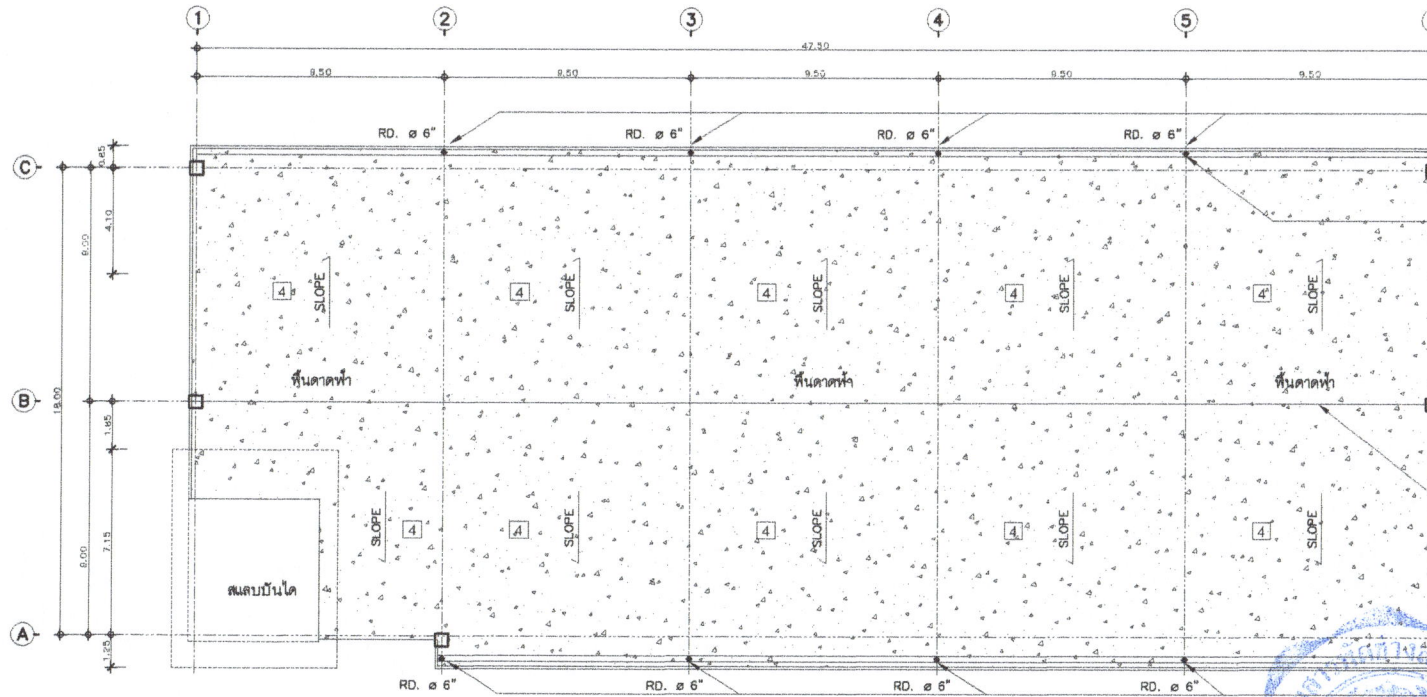 1 2 3 4 5
47.50
9.50 9.50 9.50 9.50 9.50
RD. ø 6" RD. ø 6" RD. ø 6" RD. ø 6"
0.85
C
4.10
9.00
4 SLOPE 4 SLOPE 4 SLOPE 4 SLOPE 4 SLOPE
พื้นดาดฟ้า พื้นดาดฟ้า พื้นดาดฟ้า
B
18.00
1.85
SLOPE 4 4 SLOPE 4 SLOPE 4 SLOPE 4 SLOPE
7.15
9.00
สแลบบันได
A
1.25
RD. ø 6" RD. ø 6" RD. ø 6" RD. ø 6"